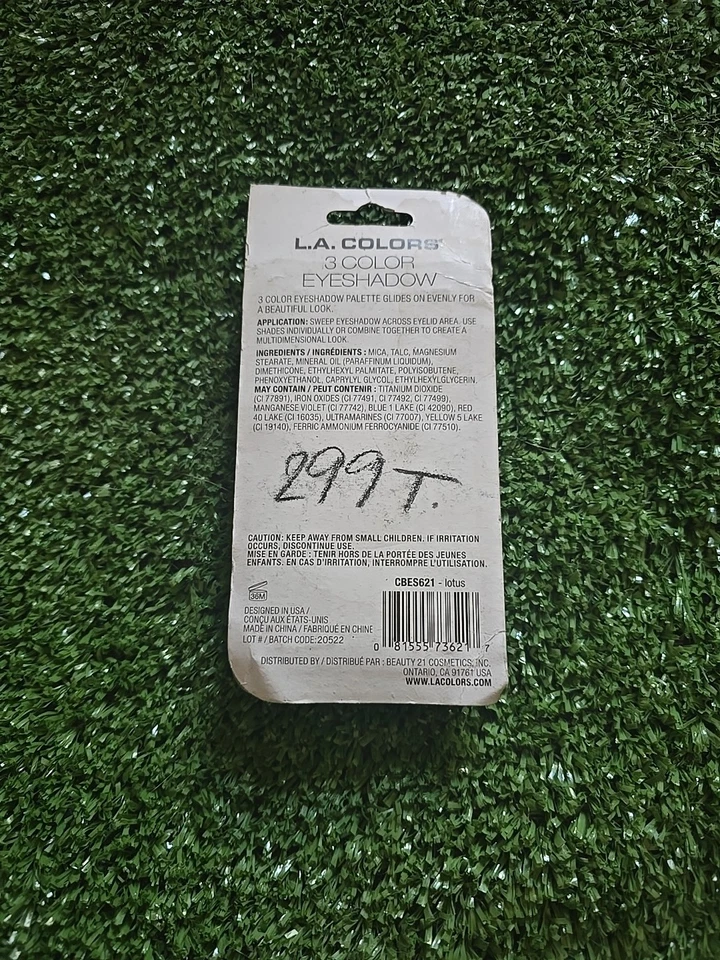 L.A. COLORS
3 COLOR
EYESHADOW
3 COLOR EYESHADOW PALETTE GLIDES ON EVENLY FOR
A BEAUTIFUL LOOK.
APPLICATION: SWEEP EYESHADOW ACROSS EYELID AREA. USE
SHADES INDIVIDUALLY OR COMBINE TOGETHER TO CREATE A
MULTIDIMENSIONAL LOOK.
INGREDIENTS / INGRÉDIENTS : MICA, TALC, MAGNESIUM
STEARATE, MINERAL OIL (PARAFFINUM LIQUIDUM),
DIMETHICONE, ETHYLHEXYL PALMITATE, POLYISOBUTENE,
PHENOXYETHANOL, CAPRYLYL GLYCOL, ETHYLHEXYLGLYCERIN.
MAY CONTAIN / PEUT CONTENIR : TITANIUM DIOXIDE
(CI 77891), IRON OXIDES (CI 77491, CI 77492, CI 77499),
MANGANESE VIOLET (CI 77742), BLUE 1 LAKE (CI 42090), RED
40 LAKE (CI 16035), ULTRAMARINES (CI 77007), YELLOW 5 LAKE
(CI 19140), FERRIC AMMONIUM FERROCYANIDE (CI 77510).
299 T.
CAUTION: KEEP AWAY FROM SMALL CHILDREN. IF IRRITATION
OCCURS, DISCONTINUE USE.
MISE EN GARDE : TENIR HORS DE LA PORTÉE DES JEUNES
ENFANTS. EN CAS D'IRRITATION, INTERROMPRE L'UTILISATION.
CBES621 - lotus
36M
DESIGNED IN USA /
CONÇU AUX ÉTATS-UNIS
MADE IN CHINA / FABRIQUÉ EN CHINE
LOT # / BATCH CODE:20522
0 81555 73621 7
DISTRIBUTED BY / DISTRIBUÉ PAR : BEAUTY 21 COSMETICS, INC.
ONTARIO, CA 91761 USA
WWW.LACOLORS.COM